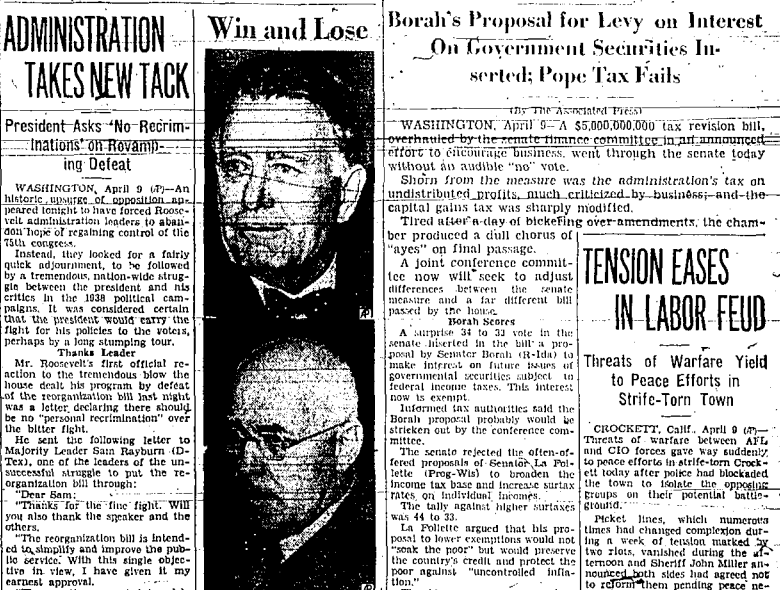 ADMINISTRATION
TAKES NEW TACK
President Asks 'No Recrim-
inations' on Revamp-
ing Defeat
WASHINGTON, April 9 (AP)—An
historic upsurge of opposition ap-
peared tonight to have forced Roose-
velt administration leaders to aban-
don hope of regaining control of the
75th congress.
Instead, they looked for a fairly
quick adjournment, to be followed
by a tremendous, nation-wide strug-
gle between the president and his
critics in the 1938 political cam-
paigns. It was considered certain
that the president would carry the
fight for his policies to the voters,
perhaps by a long stumping tour.
Thanks Leader
Mr. Roosevelt's first official re-
action to the tremendous blow the
house dealt his program by defeat
of the reorganization bill last night
was a letter declaring there should
be no "personal recrimination" over
the bitter fight.
He sent the following letter to
Majority Leader Sam Rayburn (D-
Tex), one of the leaders of the un-
successful struggle to put the re-
organization bill through:
"Dear Sam:
"Thanks for the fine fight. Will
you also thank the speaker and the
others.
"The reorganization bill is intend-
ed to simplify and improve the pub-
lic service. With this single objec-
tive in view, I have given it my
earnest approval.
Win and Lose
Borah's Proposal for Levy on Interest
On Government Securities In-
serted; Pope Tax Fails
(By The Associated Press)
WASHINGTON, April 9—A $5,000,000,000 tax revision bill,
overhauled by the senate finance committee in an announced
effort to encourage business, went through the senate today
without an audible "no" vote.
Shorn from the measure was the administration's tax on
undistributed profits, much criticized by business; and the
capital gains tax was sharply modified.
Tired after a day of bickering over amendments, the cham-
ber produced a dull chorus of
"ayes" on final passage.
A joint conference commit-
tee now will seek to adjust
differences between the senate
measure and a far different bill
passed by the house.
Borah Scores
A surprise 34 to 33 vote in the
senate inserted in the bill a pro-
posal by Senator Borah (R-Ida) to
make interest on future issues of
governmental securities subject to
federal income taxes. This interest
now is exempt.
Informed tax authorities said the
Borah proposal probably would be
stricken out by the conference com-
mittee.
The senate rejected the often-of-
fered proposals of Senator La Fol-
lette (Prog-Wis) to broaden the
income tax base and increase surtax
rates on individual incomes.
The tally against higher surtaxes
was 44 to 33.
La Follette argued that his pro-
posal to lower exemptions would not
"soak the poor" but would preserve
the country's credit and protect the
poor against "uncontrolled infla-
tion."
TENSION EASES
IN LABOR FEUD
Threats of Warfare Yield
to Peace Efforts in
Strife-Torn Town
CROCKETT, Calif., April 9 (AP)—
Threats of warfare between AFL
and CIO forces gave way suddenly
to peace efforts in strife-torn Crock-
ett today after police had blockaded
the town to isolate the opposing
groups on their potential battle-
ground.
Picket lines, which numerous
times had changed complexion dur-
ing a week of tension marked by
two riots, vanished during the af-
ternoon and Sheriff John Miller an-
nounced both sides had agreed not
to reform them pending peace ne-